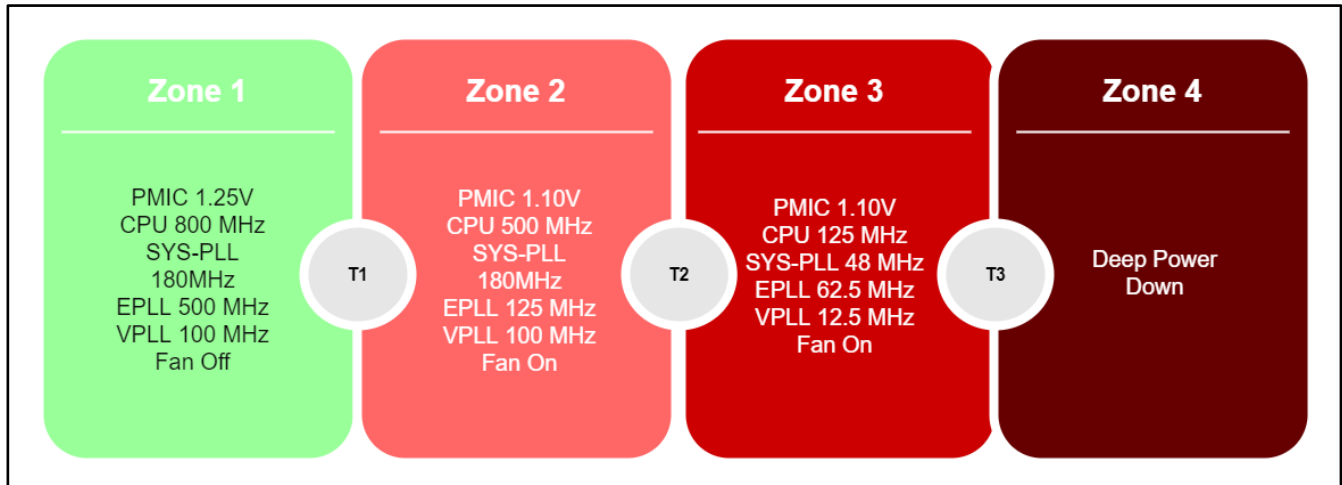 Zone 1
PMIC 1.25V
CPU 800 MHz
SYS-PLL
180MHz
EPLL 500 MHz
VPLL 100 MHz
Fan Off
T1
Zone 2
PMIC 1.10V
CPU 500 MHz
SYS-PLL
180MHz
EPLL 125 MHz
VPLL 100 MHz
Fan On
T2
Zone 3
PMIC 1.10V
CPU 125 MHz
SYS-PLL 48 MHz
EPLL 62.5 MHz
VPLL 12.5 MHz
Fan On
T3
Zone 4
Deep Power
Down